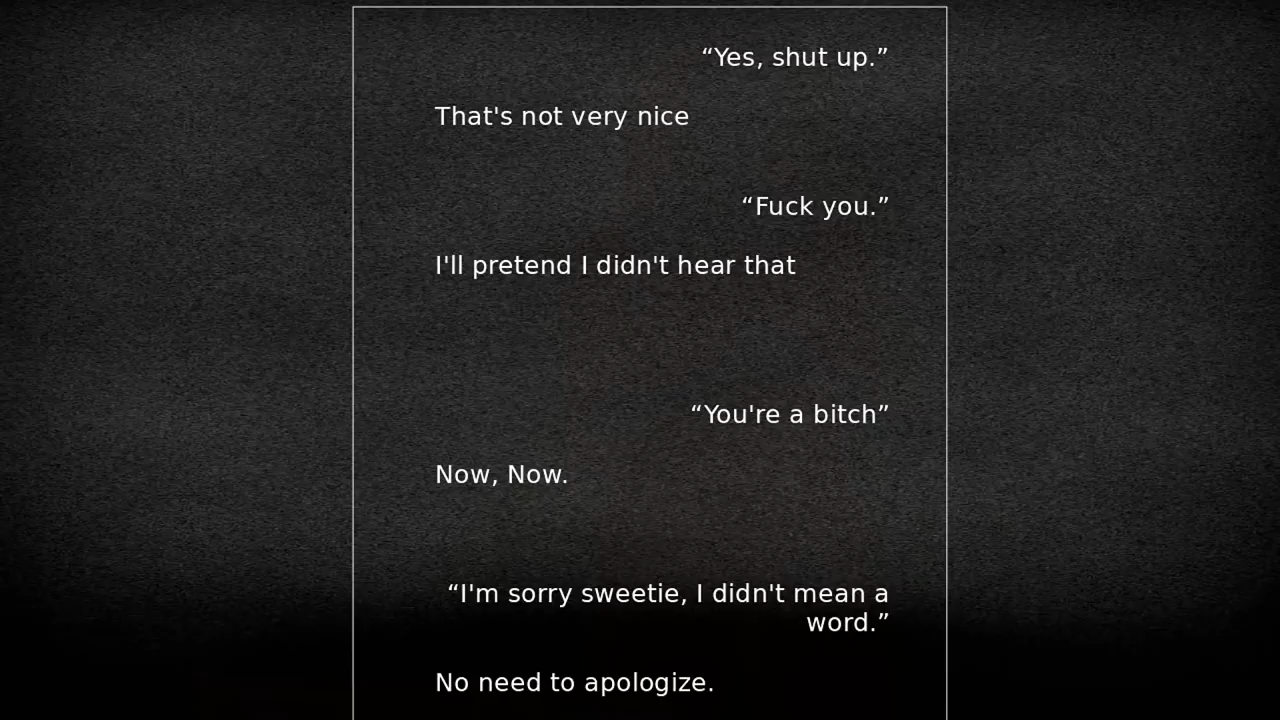 “Yes, shut up.”
That's not very nice
“Fuck you.”
I'll pretend I didn't hear that
“You're a bitch”
Now, Now.
“I'm sorry sweetie, I didn't mean a
word.”
No need to apologize.